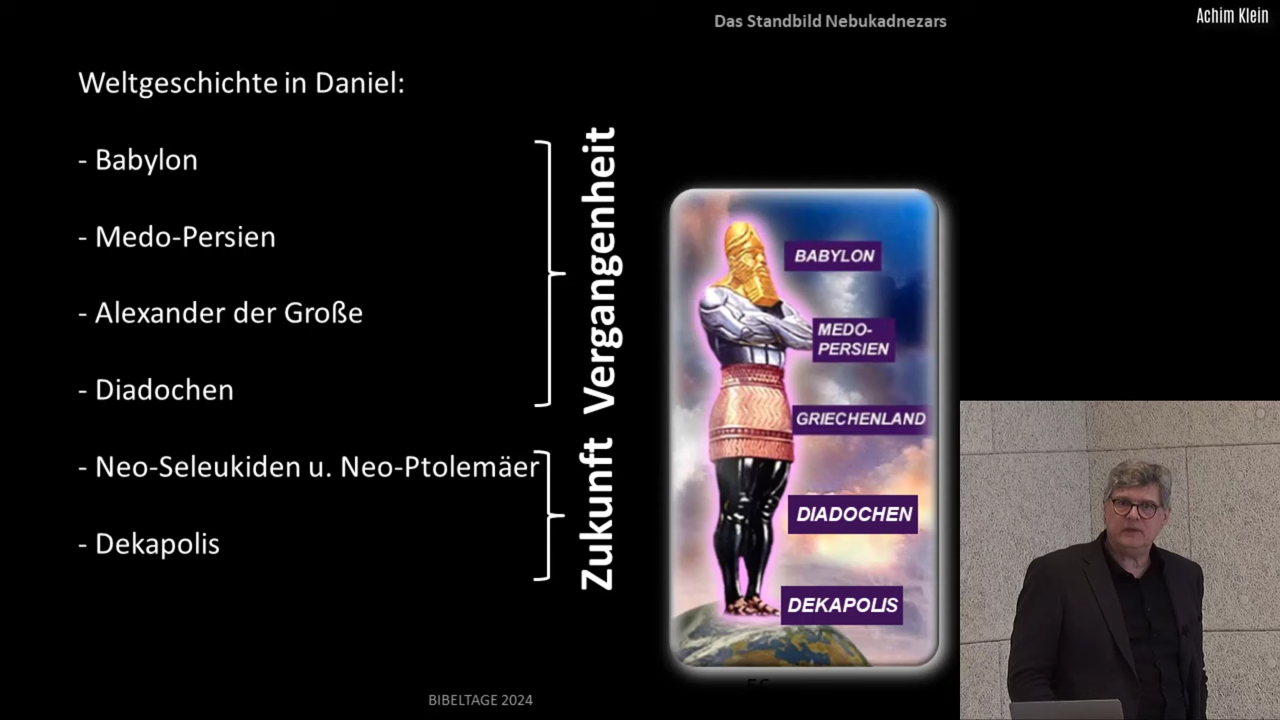 Das Standbild Nebukadnezars
Achim Klein
Weltgeschichte in Daniel:
- Babylon
- Medo-Persien
- Alexander der Große
- Diadochen
- Neo-Seleukiden u. Neo-Ptolemäer
- Dekapolis
Vergangenheit
Zukunft
BABYLON
MEDO-
PERSIEN
GRIECHENLAND
DIADOCHEN
DEKAPOLIS
BIBELTAGE 2024